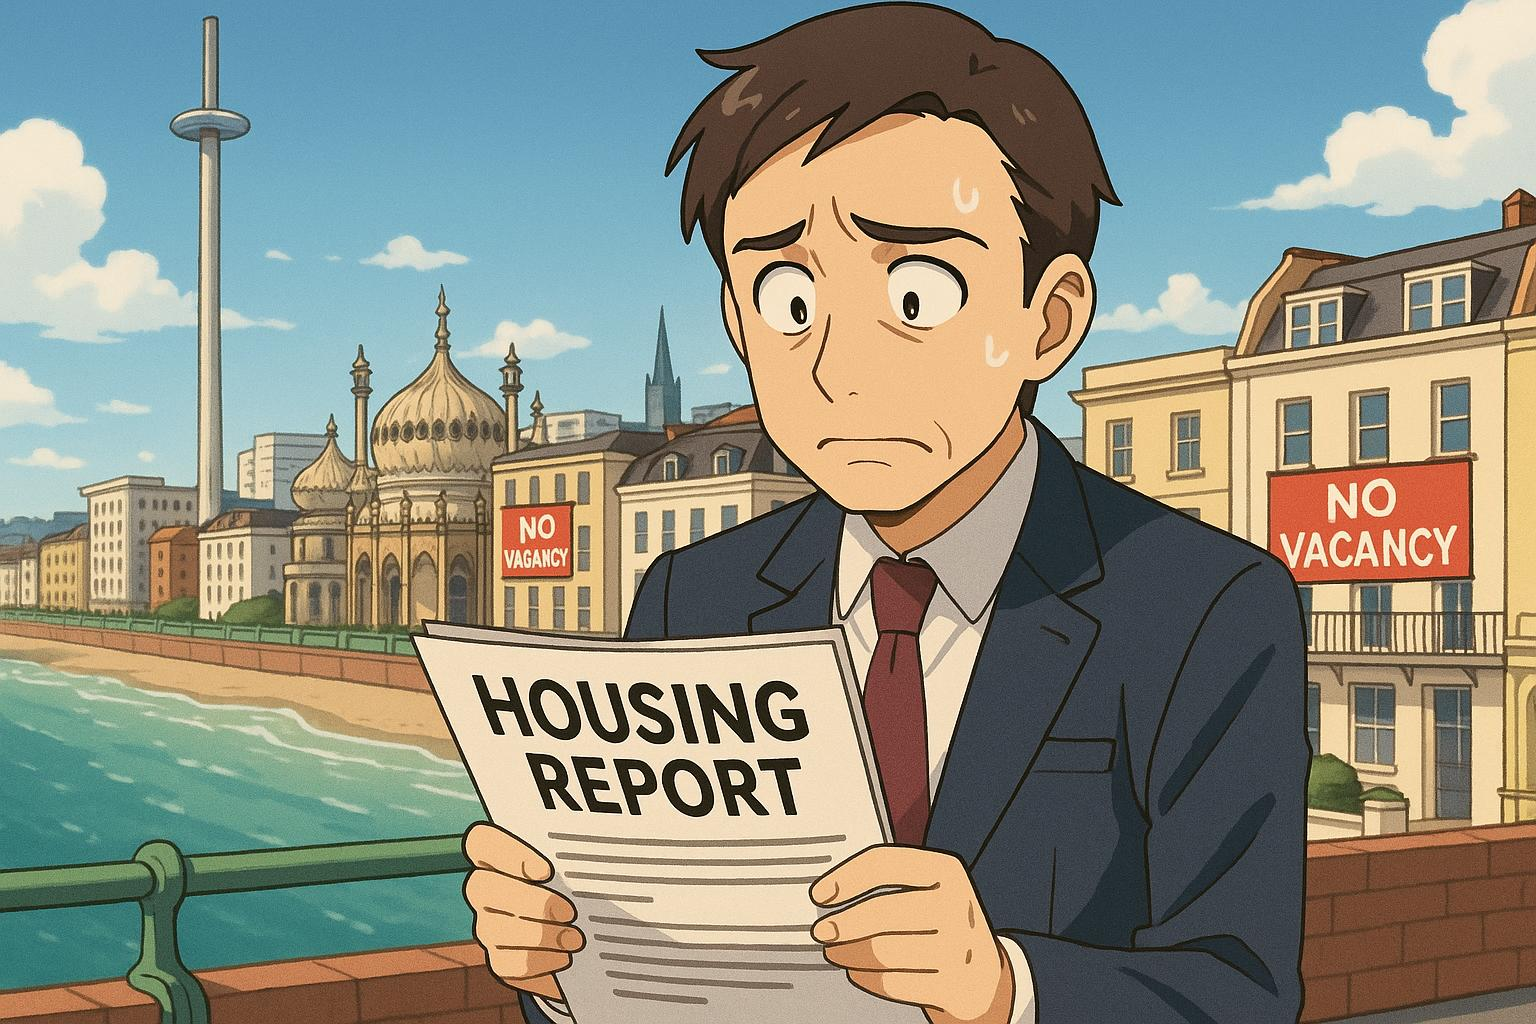 NO
VAGANCY
NO
VACANCY
HOUSING
REPORT